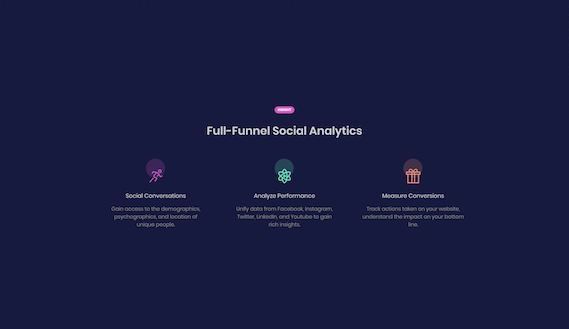 Full-Funnel Social Analytics
Social Conversations
Gain access to the demographics,
psychographics, and location of
unique people.
Analyze Performance
Unify data from Facebook, Instagram,
Twitter, LinkedIn, and Youtube to gain
rich insights.
Measure Conversions
Track actions taken on your website,
understand the impact on your bottom
line.